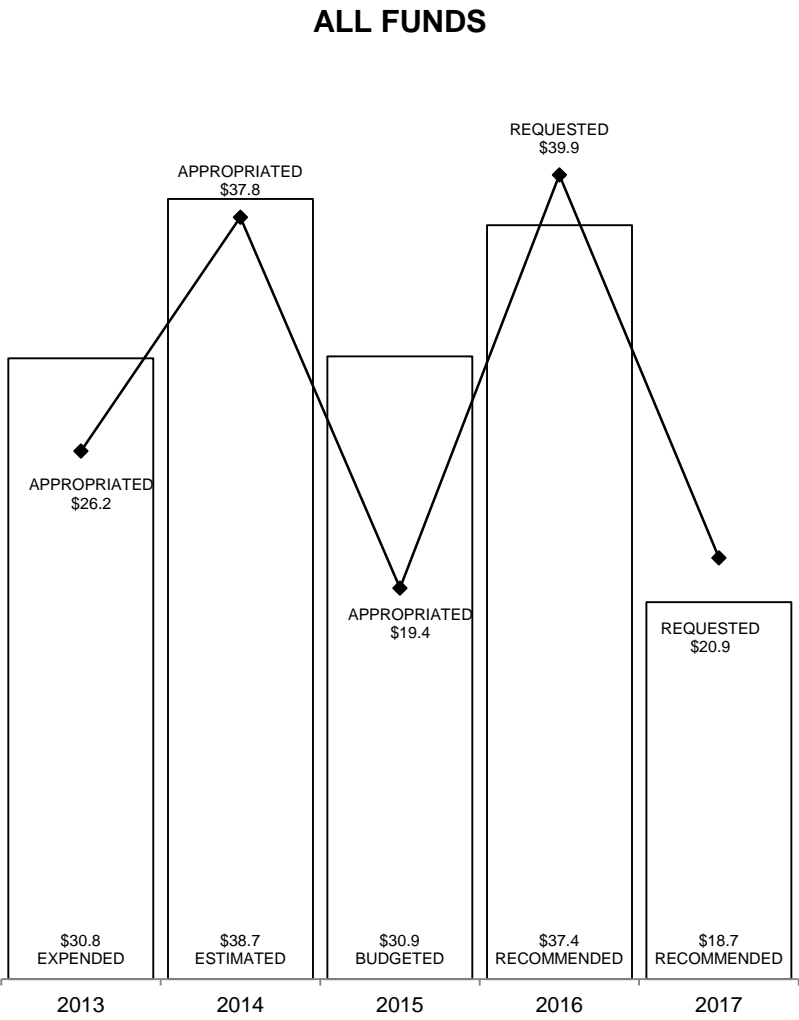 ALL FUNDS
REQUESTED
$39.9
APPROPRIATED
$37.8
APPROPRIATED
$26.2
APPROPRIATED
$19.4
REQUESTED
$20.9
$30.8
EXPENDED
$38.7
ESTIMATED
$30.9
BUDGETED
$37.4
RECOMMENDED
$18.7
RECOMMENDED
2013
2014
2015
2016
2017